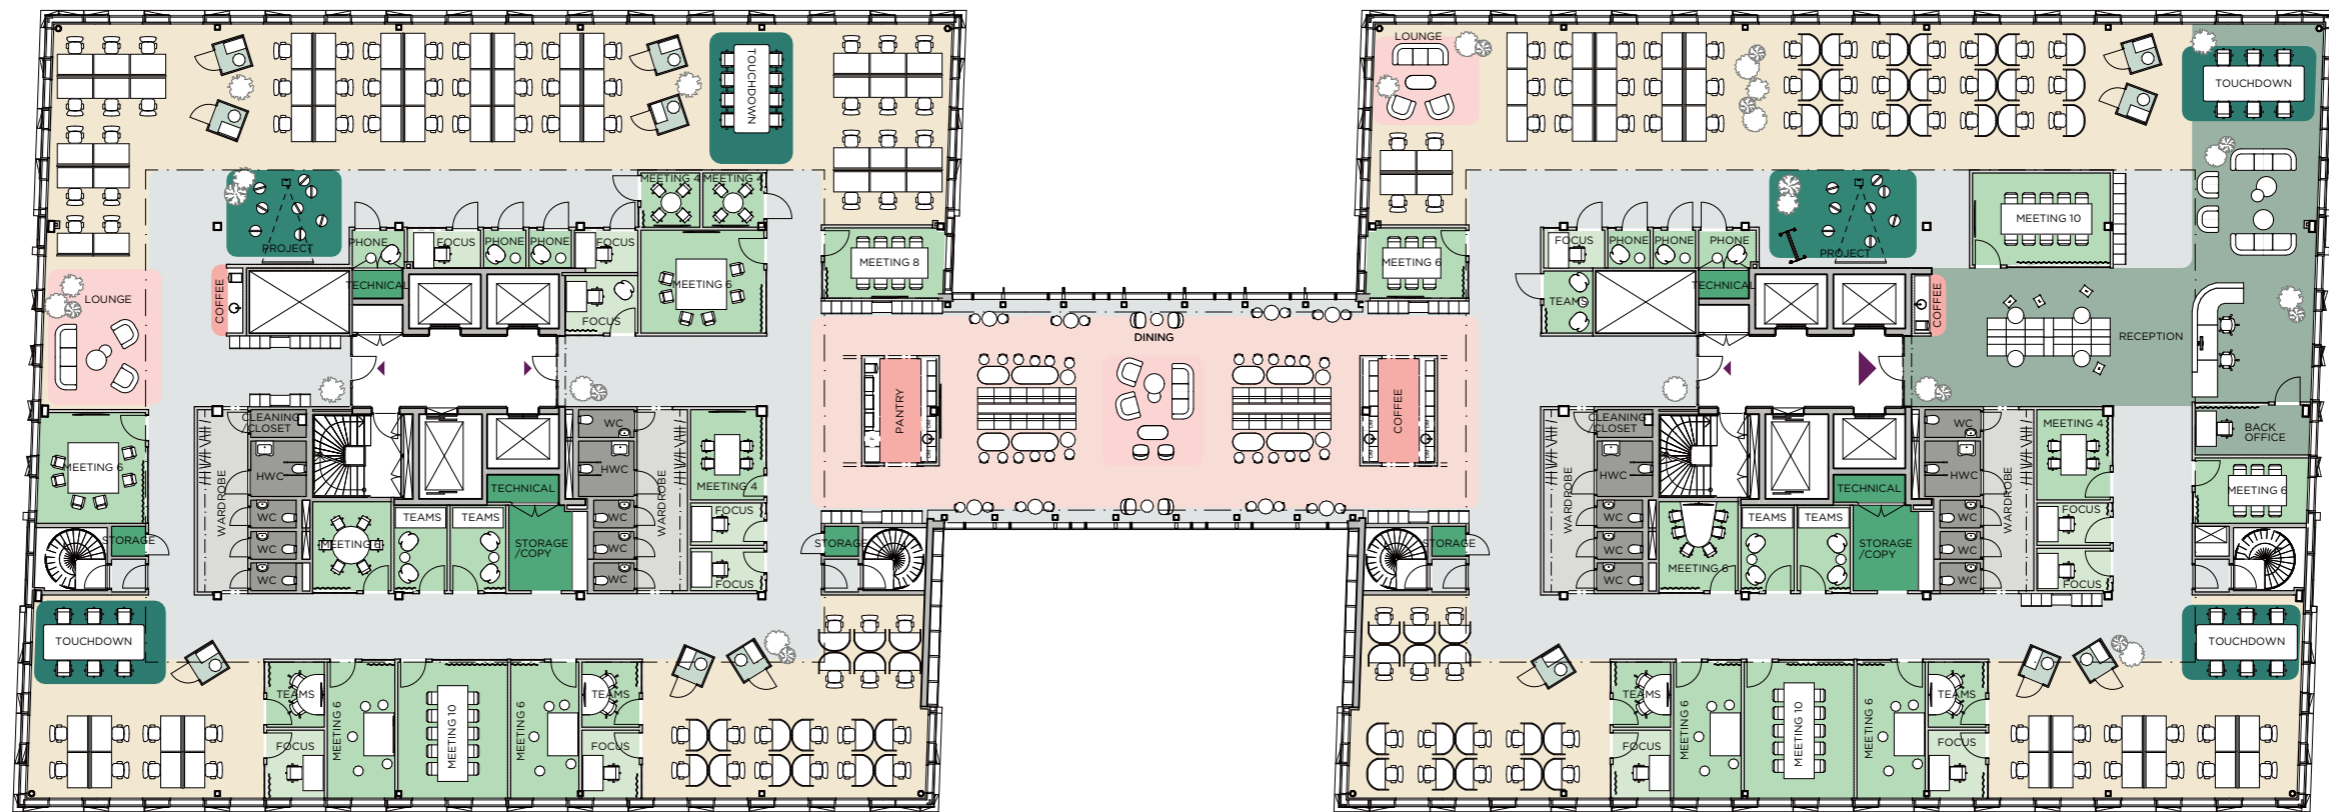 LOUNGE
TOUCHDOWN
TOUCHDOWN
MEETING 4
MEETING 4
PROJECT
PHONE
FOCUS
PHONE
PHONE
FOCUS
MEETING 8
MEETING 6
FOCUS
PHONE
PHONE
PHONE
PROJECT
MEETING 10
LOUNGE
COFFEE
TECHNICAL
MEETING 6
FOCUS
DINING
TEAMS
TECHNICAL
COFFEE
RECEPTION
CLEANING
/CLOSET
WC
PANTRY
COFFEE
CLEANING
/CLOSET
WC
MEETING 4
BACK
OFFICE
MEETING 6
HWC
HWC
WARDROBE
WARDROBE
MEETING 4
TECHNICAL
HWC
HWC
WARDROBE
WARDROBE
TECHNICAL
MEETING 6
STORAGE
WC
WC
WC
MEETING 6
TEAMS
TEAMS
STORAGE
/COPY
WC
WC
WC
FOCUS
FOCUS
STORAGE
STORAGE
WC
WC
WC
MEETING 6
TEAMS
TEAMS
STORAGE
/COPY
WC
WC
WC
FOCUS
FOCUS
TOUCHDOWN
TOUCHDOWN
TEAMS
MEETING 6
MEETING 10
MEETING 6
TEAMS
FOCUS
FOCUS
TEAMS
MEETING 6
MEETING 10
MEETING 6
TEAMS
FOCUS
FOCUS